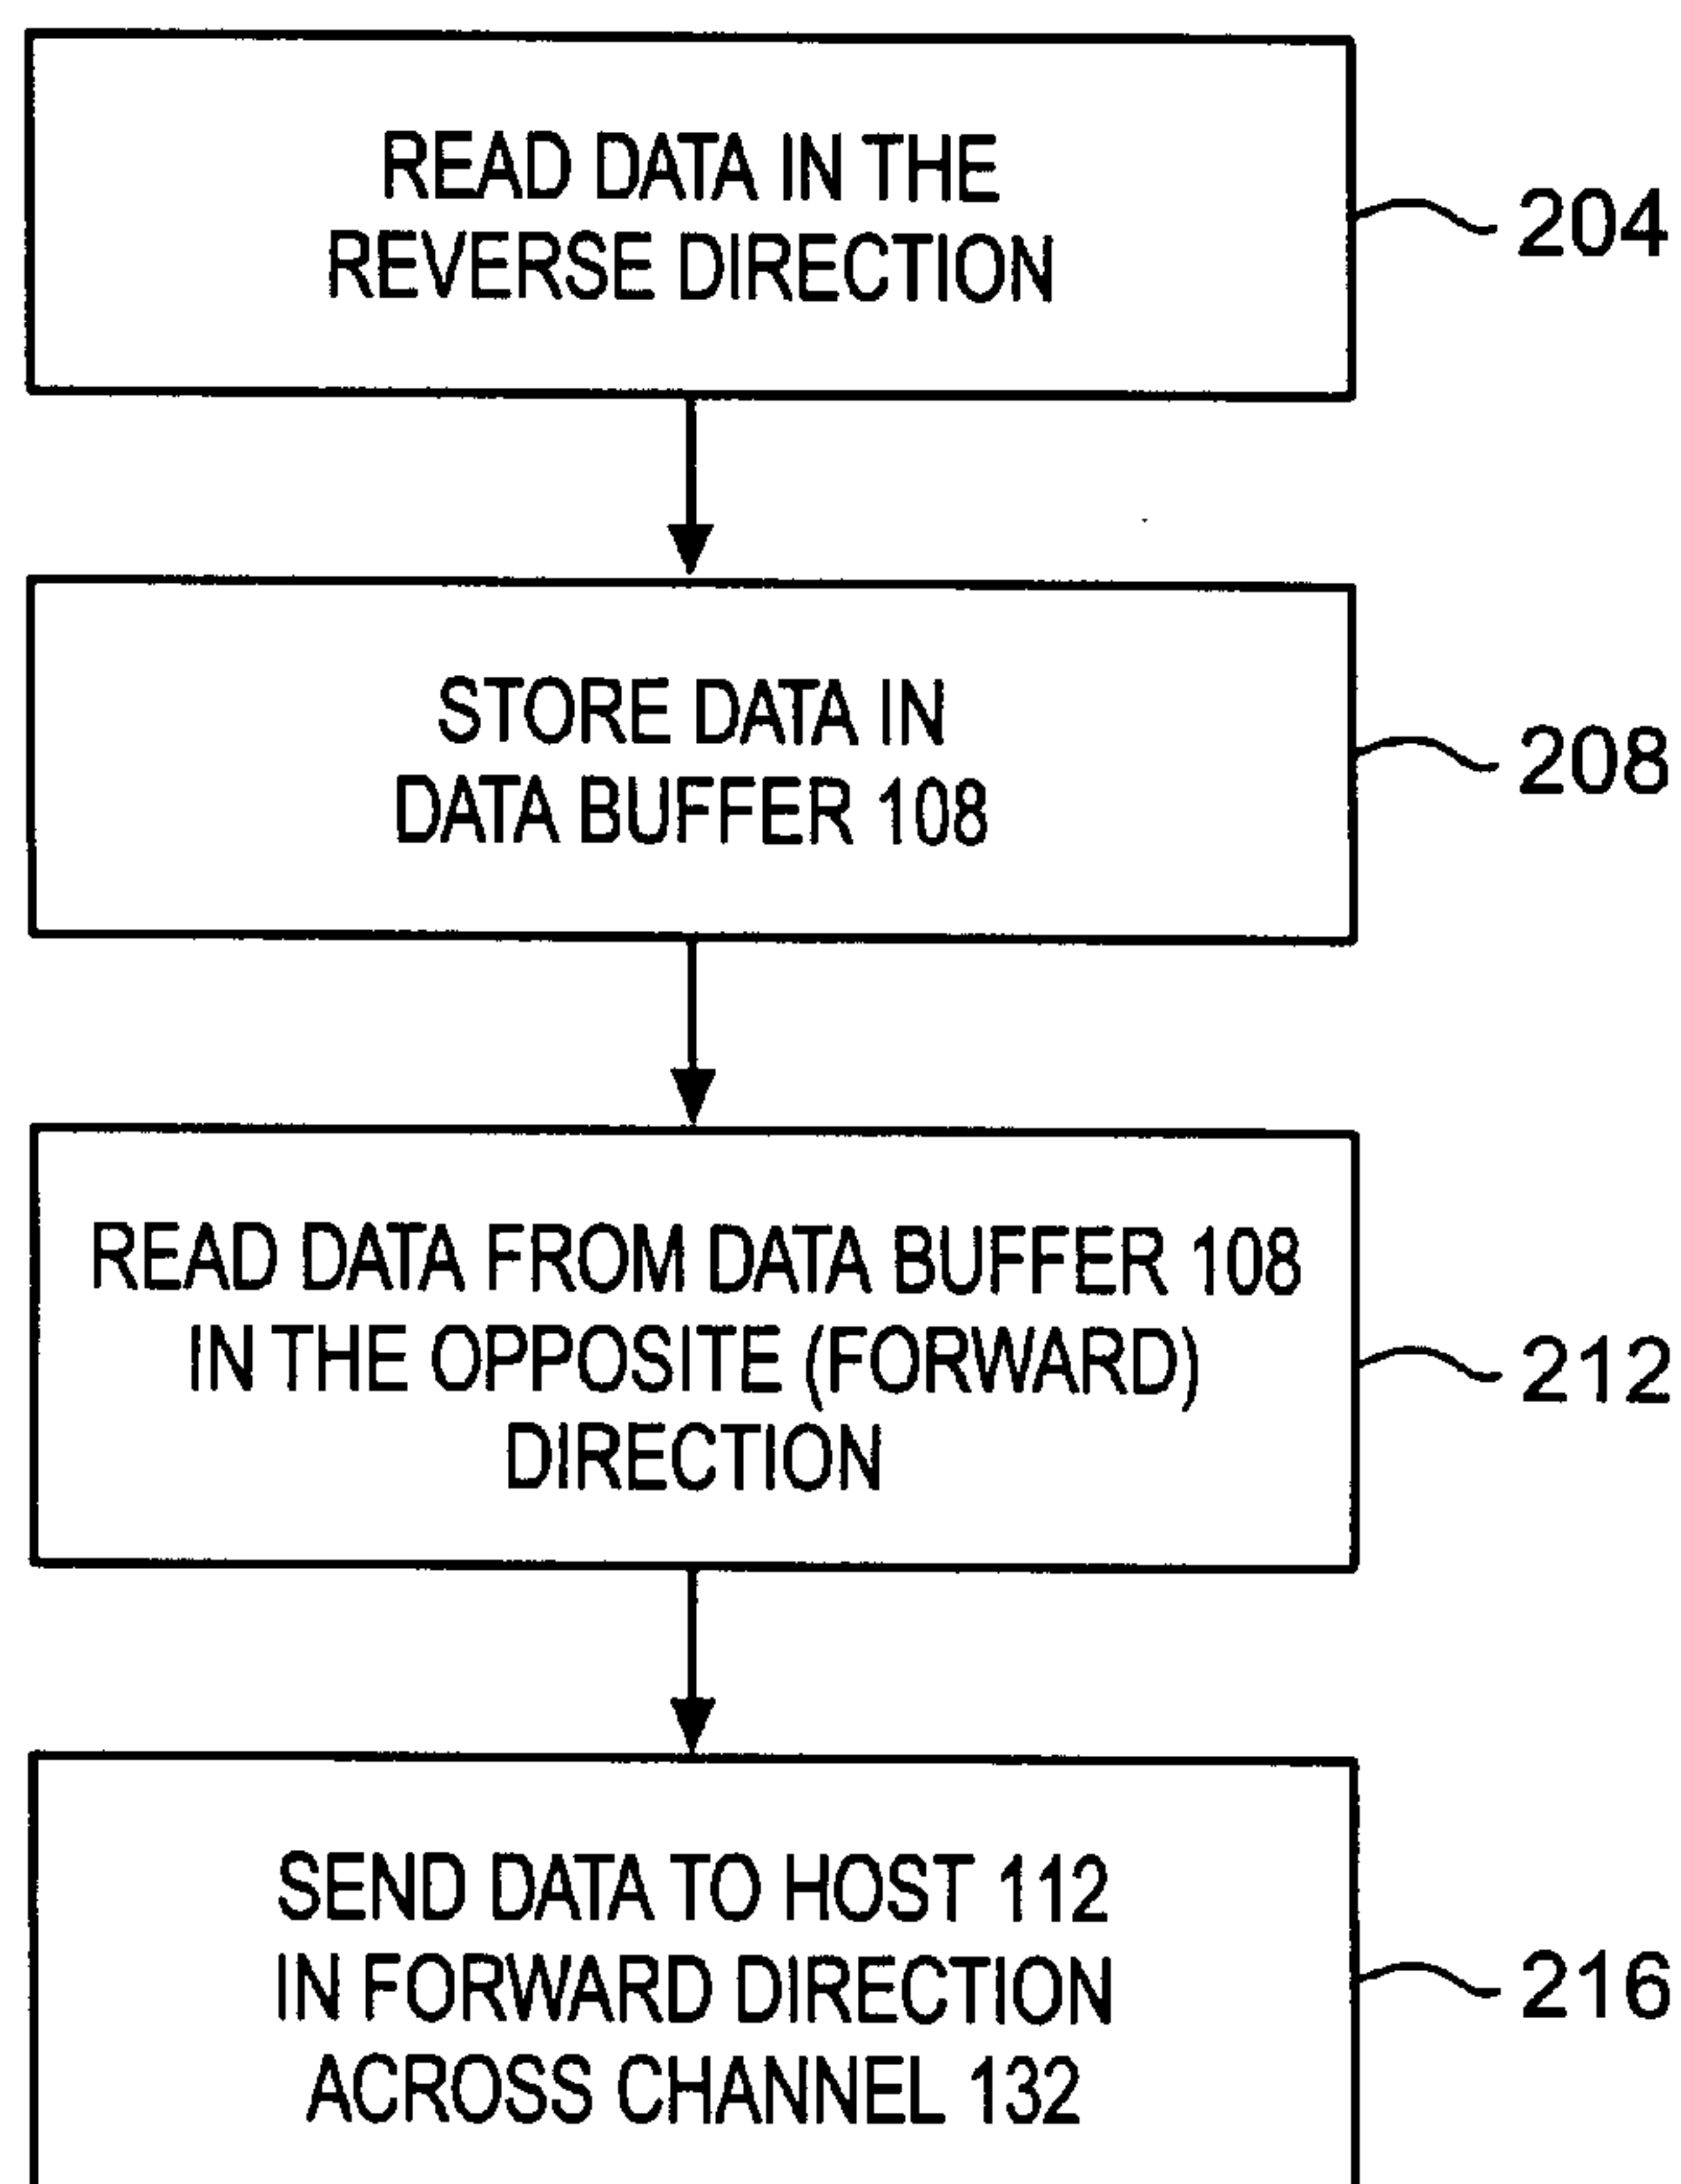 READ DATA IN THE
REVERSE DIRECTION
204
STORE DATA IN
DATA BUFFER 108
208
READ DATA FROM DATA BUFFER 108
IN THE OPPOSITE (FORWARD)
DIRECTION
212
SEND DATA TO HOST 112
IN FORWARD DIRECTION
ACROSS CHANNEL 132
216